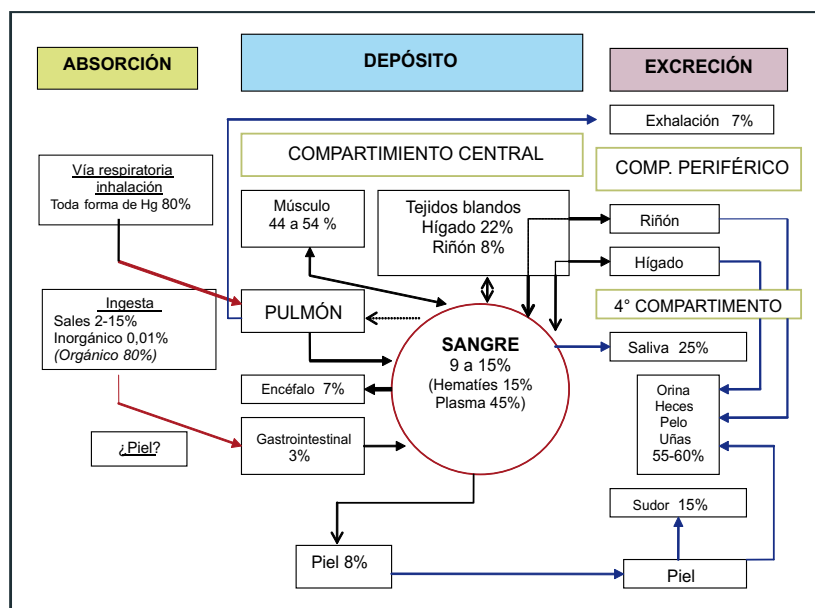 ABSORCIÓN
DEPÓSITO
EXCRECIÓN
Exhalación 7%
COMPARTIMIENTO CENTRAL
COMP. PERIFÉRICO
Vía respiratoria
inhalación
Toda forma de Hg 80%
Músculo
44 a 54 %
Tejidos blandos
Hígado 22%
Riñón 8%
Riñón
Hígado
Ingesta
Sales 2-15%
Inorgánico 0,01%
(Orgánico 80%)
PULMÓN
4° COMPARTIMENTO
SANGRE
9 a 15%
(Hematíes 15%
Plasma 45%)
Saliva 25%
Encéfalo 7%
Orina
Heces
Pelo
Uñas
55-60%
¿Piel?
Gastrointestinal
3%
Sudor 15%
Piel 8%
Piel